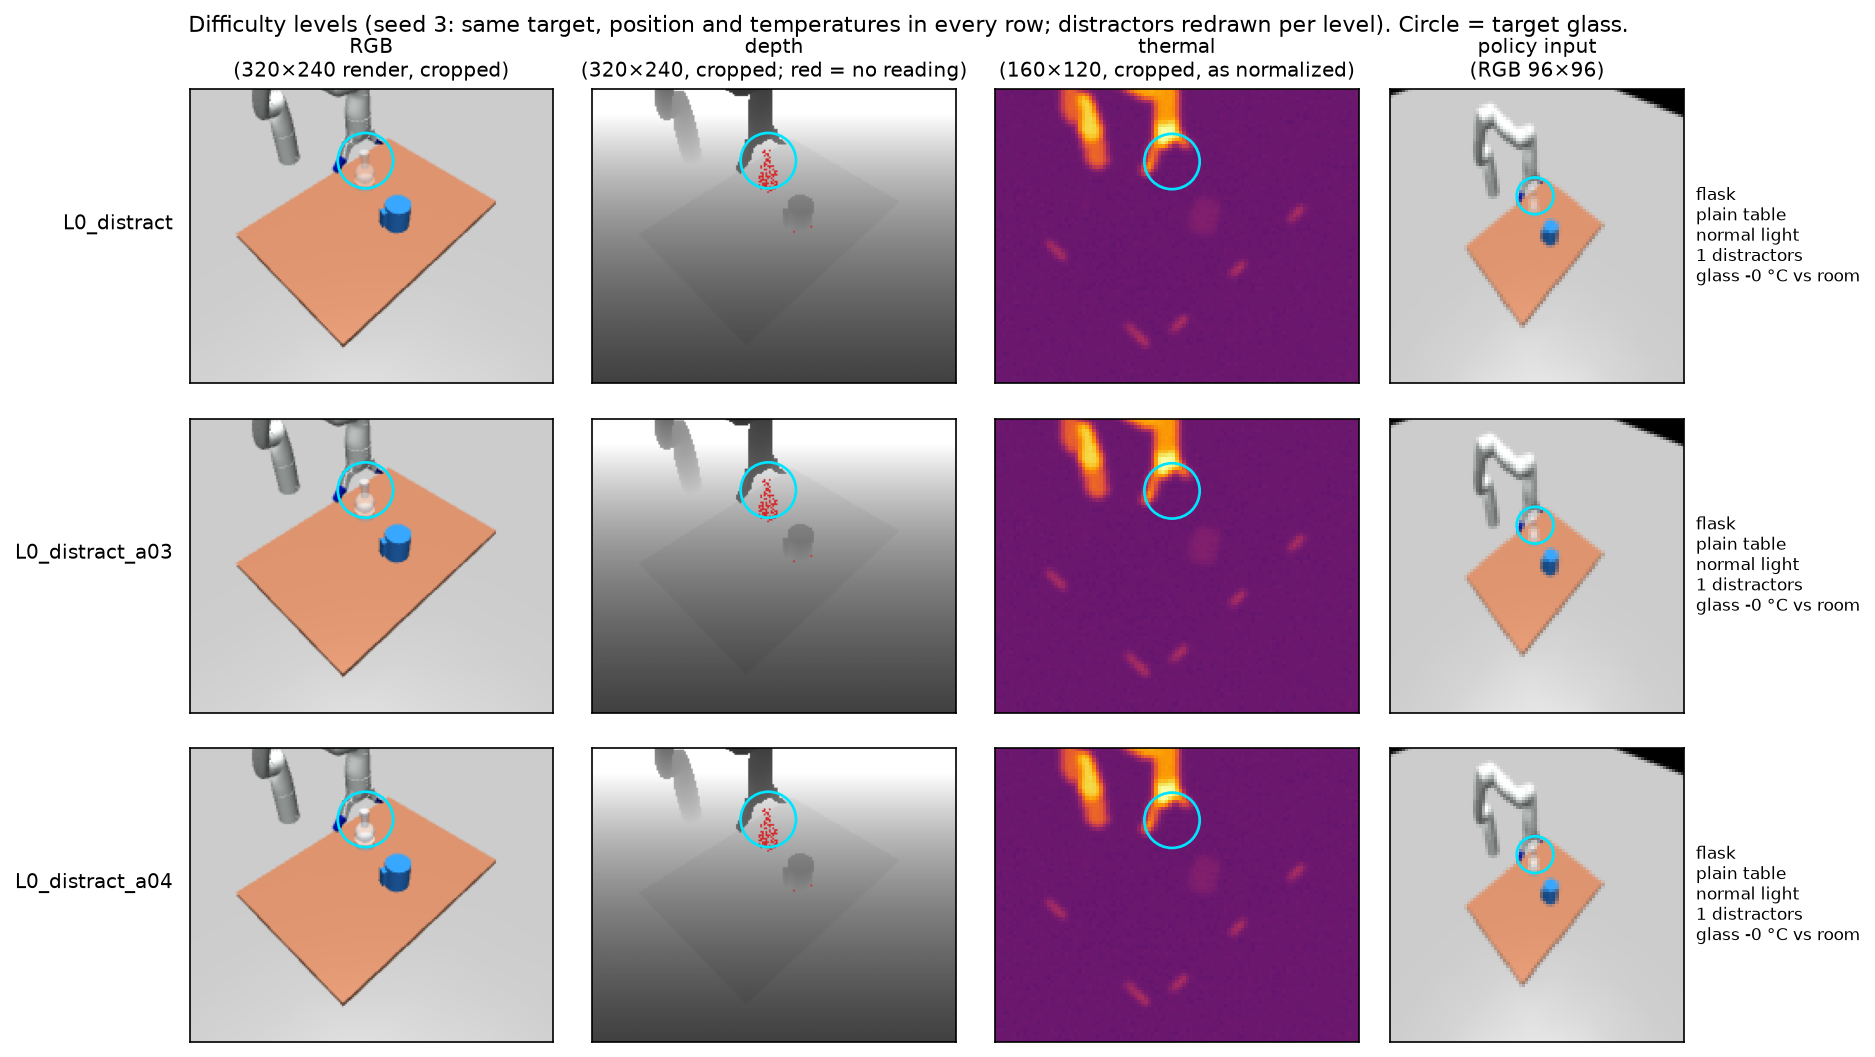 Difficulty levels (seed 3: same target, position and temperatures in every row; distractors redrawn per level). Circle = target glass.
RGB
(320×240 render, cropped)
depth
(320×240, cropped; red = no reading)
thermal
(160×120, cropped, as normalized)
policy input
(RGB 96×96)
L0_distract
flask
plain table
normal light
1 distractors
glass -0 °C vs room
L0_distract_a03
flask
plain table
normal light
1 distractors
glass -0 °C vs room
L0_distract_a04
flask
plain table
normal light
1 distractors
glass -0 °C vs room